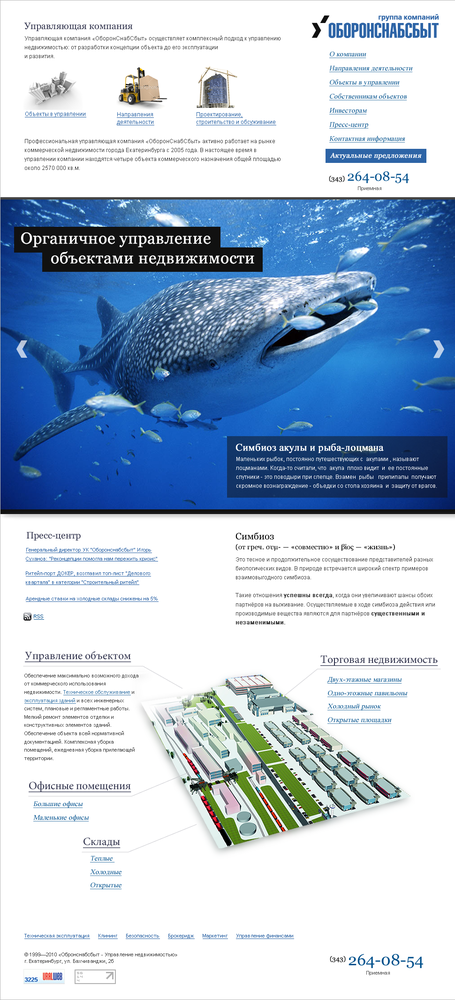 Управляющая компания
Управляющая компания «ОборонСнабСбыт» осуществляет комплексный подход к управлению
недвижимостью: от разработки концепции объекта до его эксплуатации
и развития.
Объекты в управлении
Направления
деятельности
Проектирование,
строительство и обслуживание
Профессиональная управляющая компания «ОборонСнабСбыт» активно работает на рынке
коммерческой недвижимости города Екатеринбурга с 2005 года. В настоящее время в
управлении компании находятся четыре объекта коммерческого назначения общей площадью
около 2570 000 кв.м.
группа компаний
ОБОРОНСНАБСБЫТ
О компании
Направления деятельности
Объекты в управлении
Собственникам объектов
Инвесторам
Пресс-центр
Контактная информация
Актуальные предложения
(343) 264-08-54
Приемная
Органичное управление
объектами недвижимости
Симбиоз акулы и рыба-лоцмана
Маленьких рыбок, постоянно путешествующих с акулами, называют
лоцманами. Когда-то считали, что акула плохо видит и ее постоянные
спутники - это поводыри при слепце. Взамен рыбы прилипалы получают
скромное вознаграждение - объедки со стола хозяина и защиту от врагов.
Пресс-центр
Генеральный директор УК "Оборонснабсбыт" Игорь
Суханов: "Реконцепции помогла нам пережить кризис"
Ритейл-порт ДОКЕР, возглавил топ-лист "Делового
квартала" в категории "Строительный ритейл"
Арендные ставки на холодные склады снижены на 5%.
RSS
Симбиоз
(от греч. συμ- — «совместно» и βίος — «жизнь»)
Это тесное и продолжительное сосуществование представителей разных
биологических видов. В природе встречается широкий спектр примеров
взаимовыгодного симбиоза.
Такие отношения успешны всегда, когда они увеличивают шансы обоих
партнёров на выживание. Осуществляемые в ходе симбиоза действия или
производимые вещества являются для партнёров существенными и
незаменимыми.
Управление объектом
Обеспечение максимально возможного дохода
от коммерческого использования
недвижимости. Техническое обслуживание и
эксплуатация зданий и всех инженерных
систем, плановые и регламентные работы.
Мелкий ремонт элементов отделки и
конструктивных элементов здания.
Обеспечение объекта всей нормативной
документацией. Комплексная уборка
помещений, ежедневная уборка прилегающей
территории.
Торговая недвижимость
Двух-этажные магазины
Одно-этажные павильоны
Холодный рынок
Открытые площадки
Офисные помещения
Большие офисы
Маленькие офисы
Склады
Теплые
Холодные
Открытые
Техническая эксплуатация Клининг Безопасность Брокеридж Маркетинг Управление финансами
© 1999—2010 «Оборонснабсбыт - Управление недвижимостью»
г. Екатеринбург, ул. Бахчиванджи, 2б
3225 URALWEB
(343) 264-08-54
Приемная